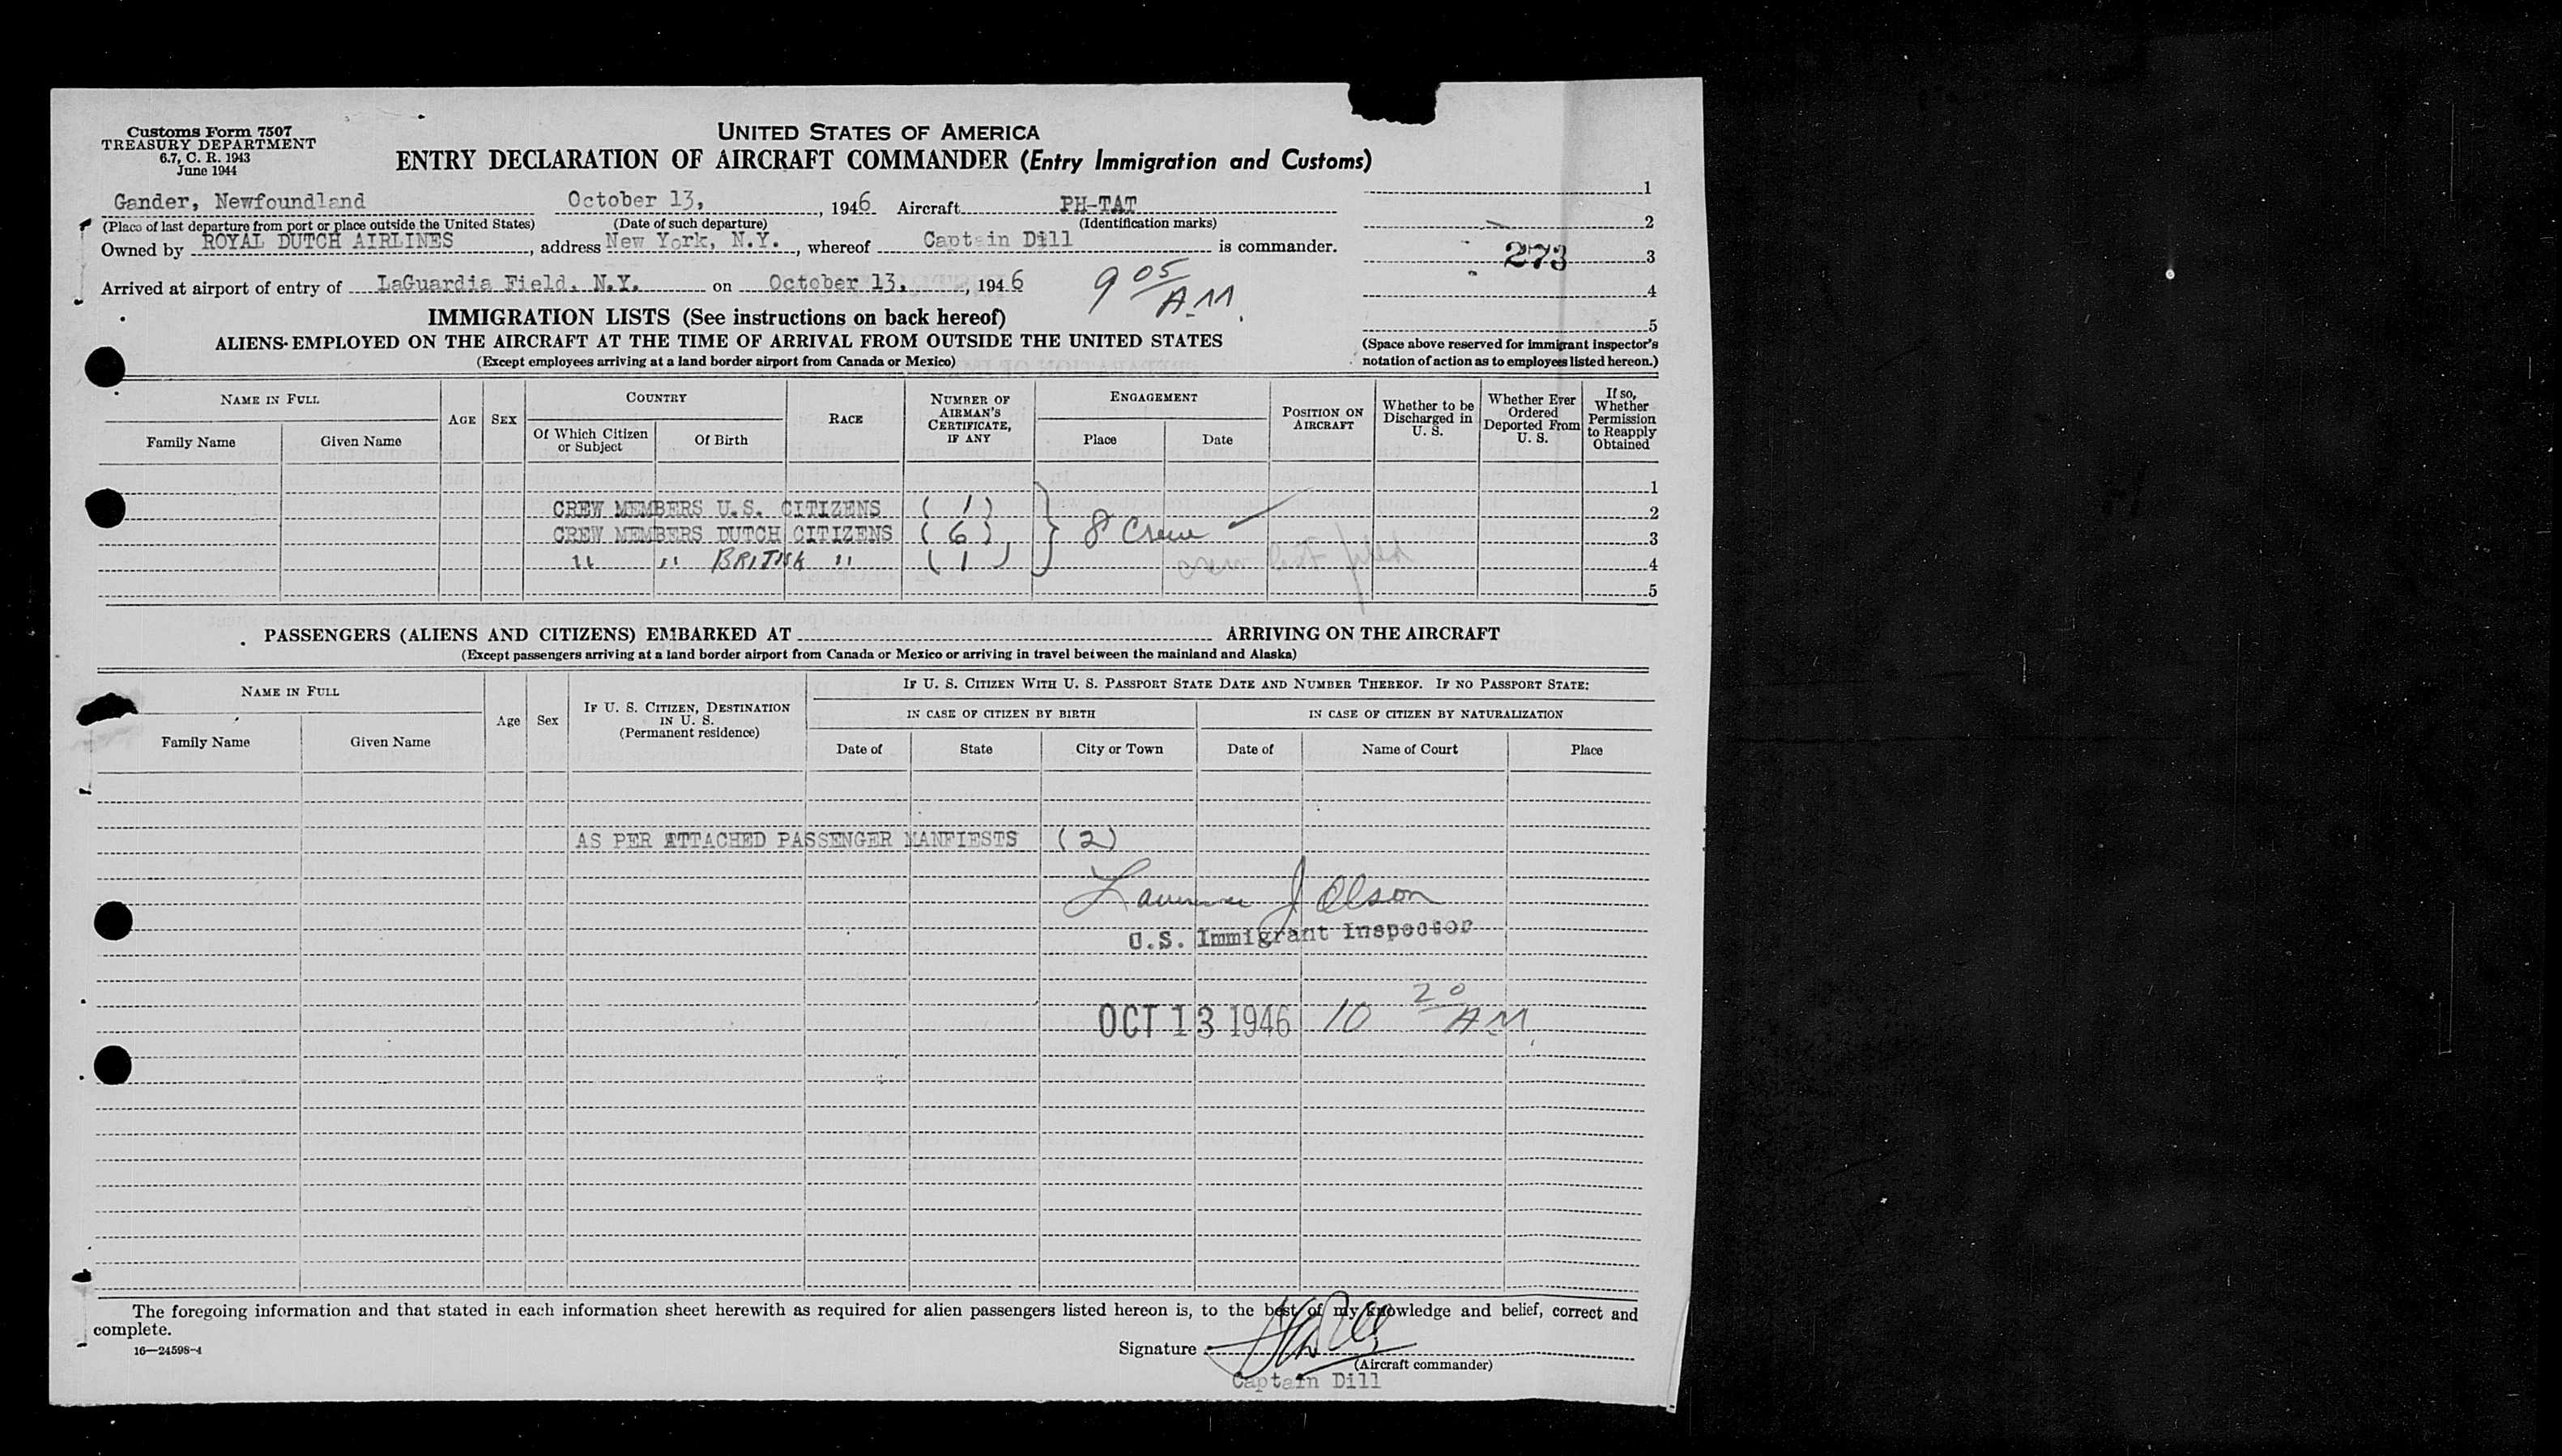 Customs Form 7507
TREASURY DEPARTMENT
6.7, C. R. 1943
June 1944
UNITED STATES OF AMERICA
ENTRY DECLARATION OF AIRCRAFT COMMANDER (Entry Immigration and Customs)
Gander, Newfoundland October 13, , 1946 Aircraft PH-TAT
(Place of last departure from port or place outside the United States) (Date of such departure) (Identification marks)
Owned by ROYAL DUTCH AIRLINES , address New York, N.Y. , whereof Captain Dill is commander.
Arrived at airport of entry of LaGuardia Field, N.Y. on October 13, , 1946 9 05 AM
1
2
273 3
4
5
(Space above reserved for immigrant inspector's
notation of action as to employees listed hereon.)
IMMIGRATION LISTS (See instructions on back hereof)
ALIENS EMPLOYED ON THE AIRCRAFT AT THE TIME OF ARRIVAL FROM OUTSIDE THE UNITED STATES
(Except employees arriving at a land border airport from Canada or Mexico)
NAME IN FULL
Family Name Given Name
AGE
SEX
COUNTRY
Of Which Citizen or Subject
Of Birth
RACE
NUMBER OF AIRMAN'S CERTIFICATE, IF ANY
ENGAGEMENT
Place Date
POSITION ON AIRCRAFT
Whether to be Discharged in U. S.
Whether Ever Ordered Deported From U. S.
If so, Whether Permission to Reapply Obtained
1
CREW MEMBERS U.S. CITIZENS ( 1 ) 2
CREW MEMBERS DUTCH CITIZENS ( 6 ) 8 Crew 3
" " BRITISH " ( 1 ) crew list filed 4
5
PASSENGERS (ALIENS AND CITIZENS) EMBARKED AT ARRIVING ON THE AIRCRAFT
(Except passengers arriving at a land border airport from Canada or Mexico or arriving in travel between the mainland and Alaska)
NAME IN FULL
Family Name Given Name
Age
Sex
IF U. S. CITIZEN, DESTINATION IN U. S.
(Permanent residence)
IF U. S. CITIZEN WITH U. S. PASSPORT STATE DATE AND NUMBER THEREOF. IF NO PASSPORT STATE:
IN CASE OF CITIZEN BY BIRTH IN CASE OF CITIZEN BY NATURALIZATION
Date of State City or Town Date of Name of Court Place
AS PER ATTACHED PASSENGER MANFIESTS (2)
Lawrence J Olson
U.S. Immigrant Inspector
OCT 13 1946 10 20 AM
The foregoing information and that stated in each information sheet herewith as required for alien passengers listed hereon is, to the best of my knowledge and belief, correct and
complete.
16—24598-4
Signature
(Aircraft commander)
Captain Dill